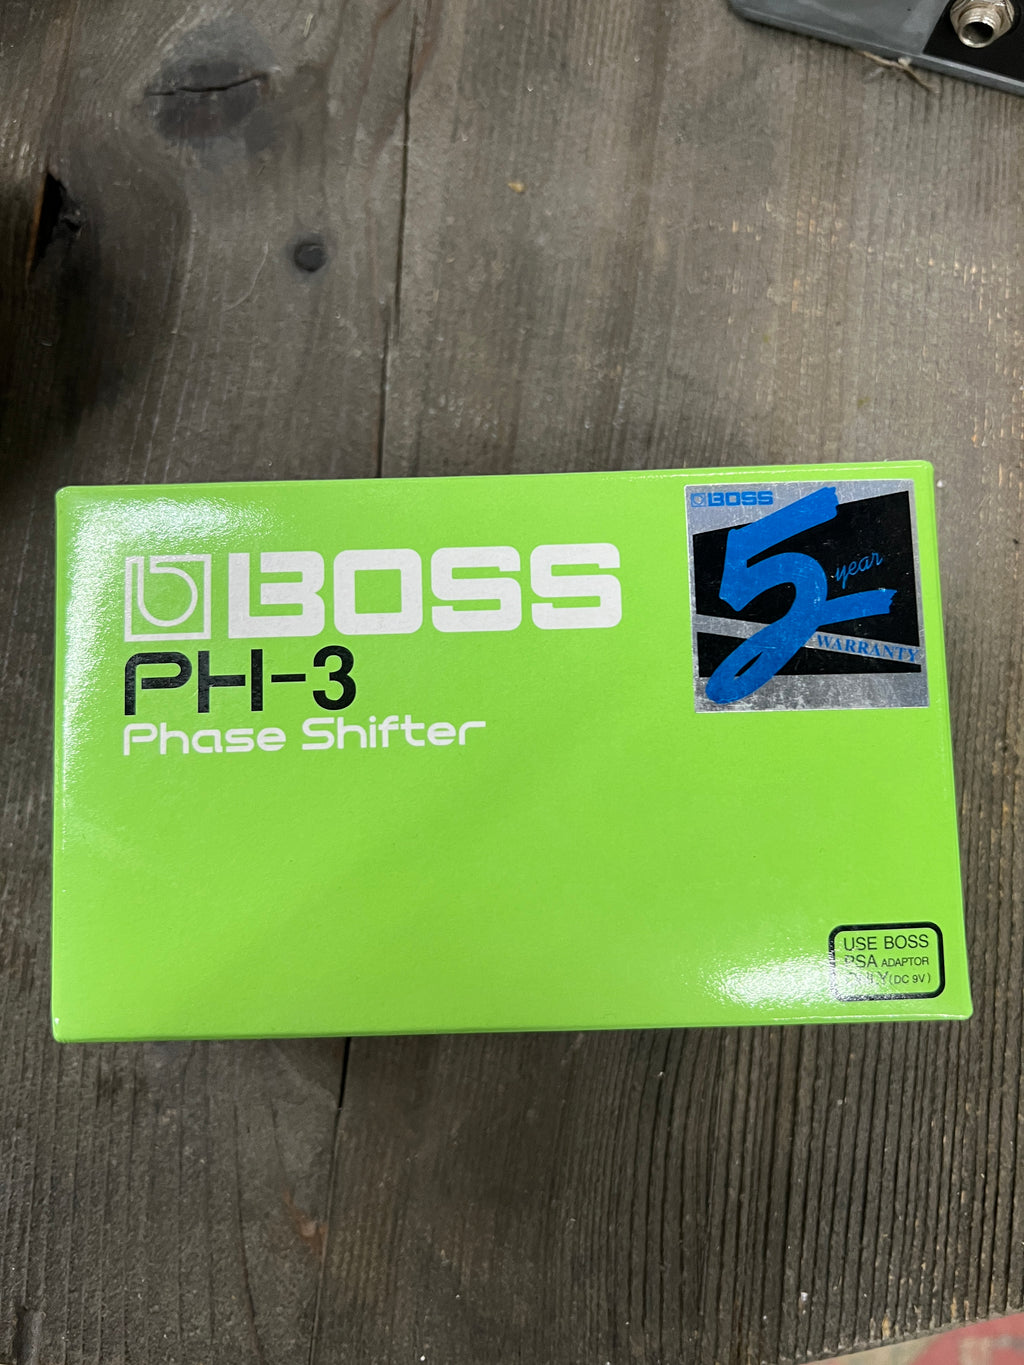 BOSS
PH-3
Phase Shifter
BOSS
5
year
WARRANTY
USE BOSS
PSA ADAPTOR
ONLY (DC 9V)